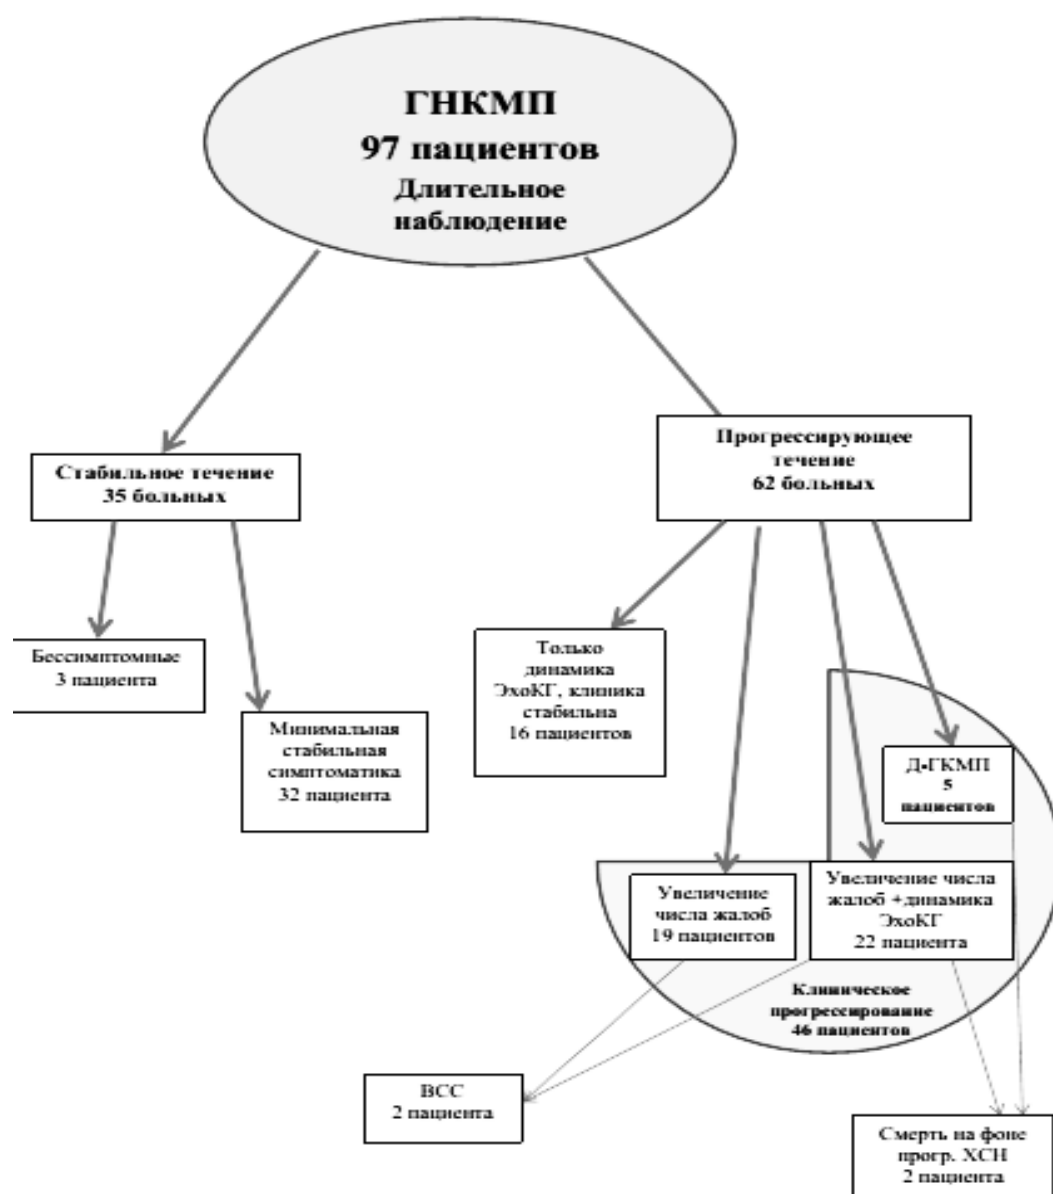 ГНКМП
97 пациентов
Длительное
наблюдение
Стабильное течение
35 больных
Прогрессирующее
течение
62 больных
Бессимптомные
3 пациента
Минимальная
стабильная
симптоматика
32 пациента
Только
динамика
ЭхоКГ, клиника
стабильна
16 пациентов
Д-ГКМП
5
пациентов
Увеличение
числа жалоб
19 пациентов
Увеличение числа
жалоб +динамика
ЭхоКГ
22 пациента
Клиническое
прогрессирование
46 пациентов
ВСС
2 пациента
Смерть на фоне
прогр. ХСН
2 пациента